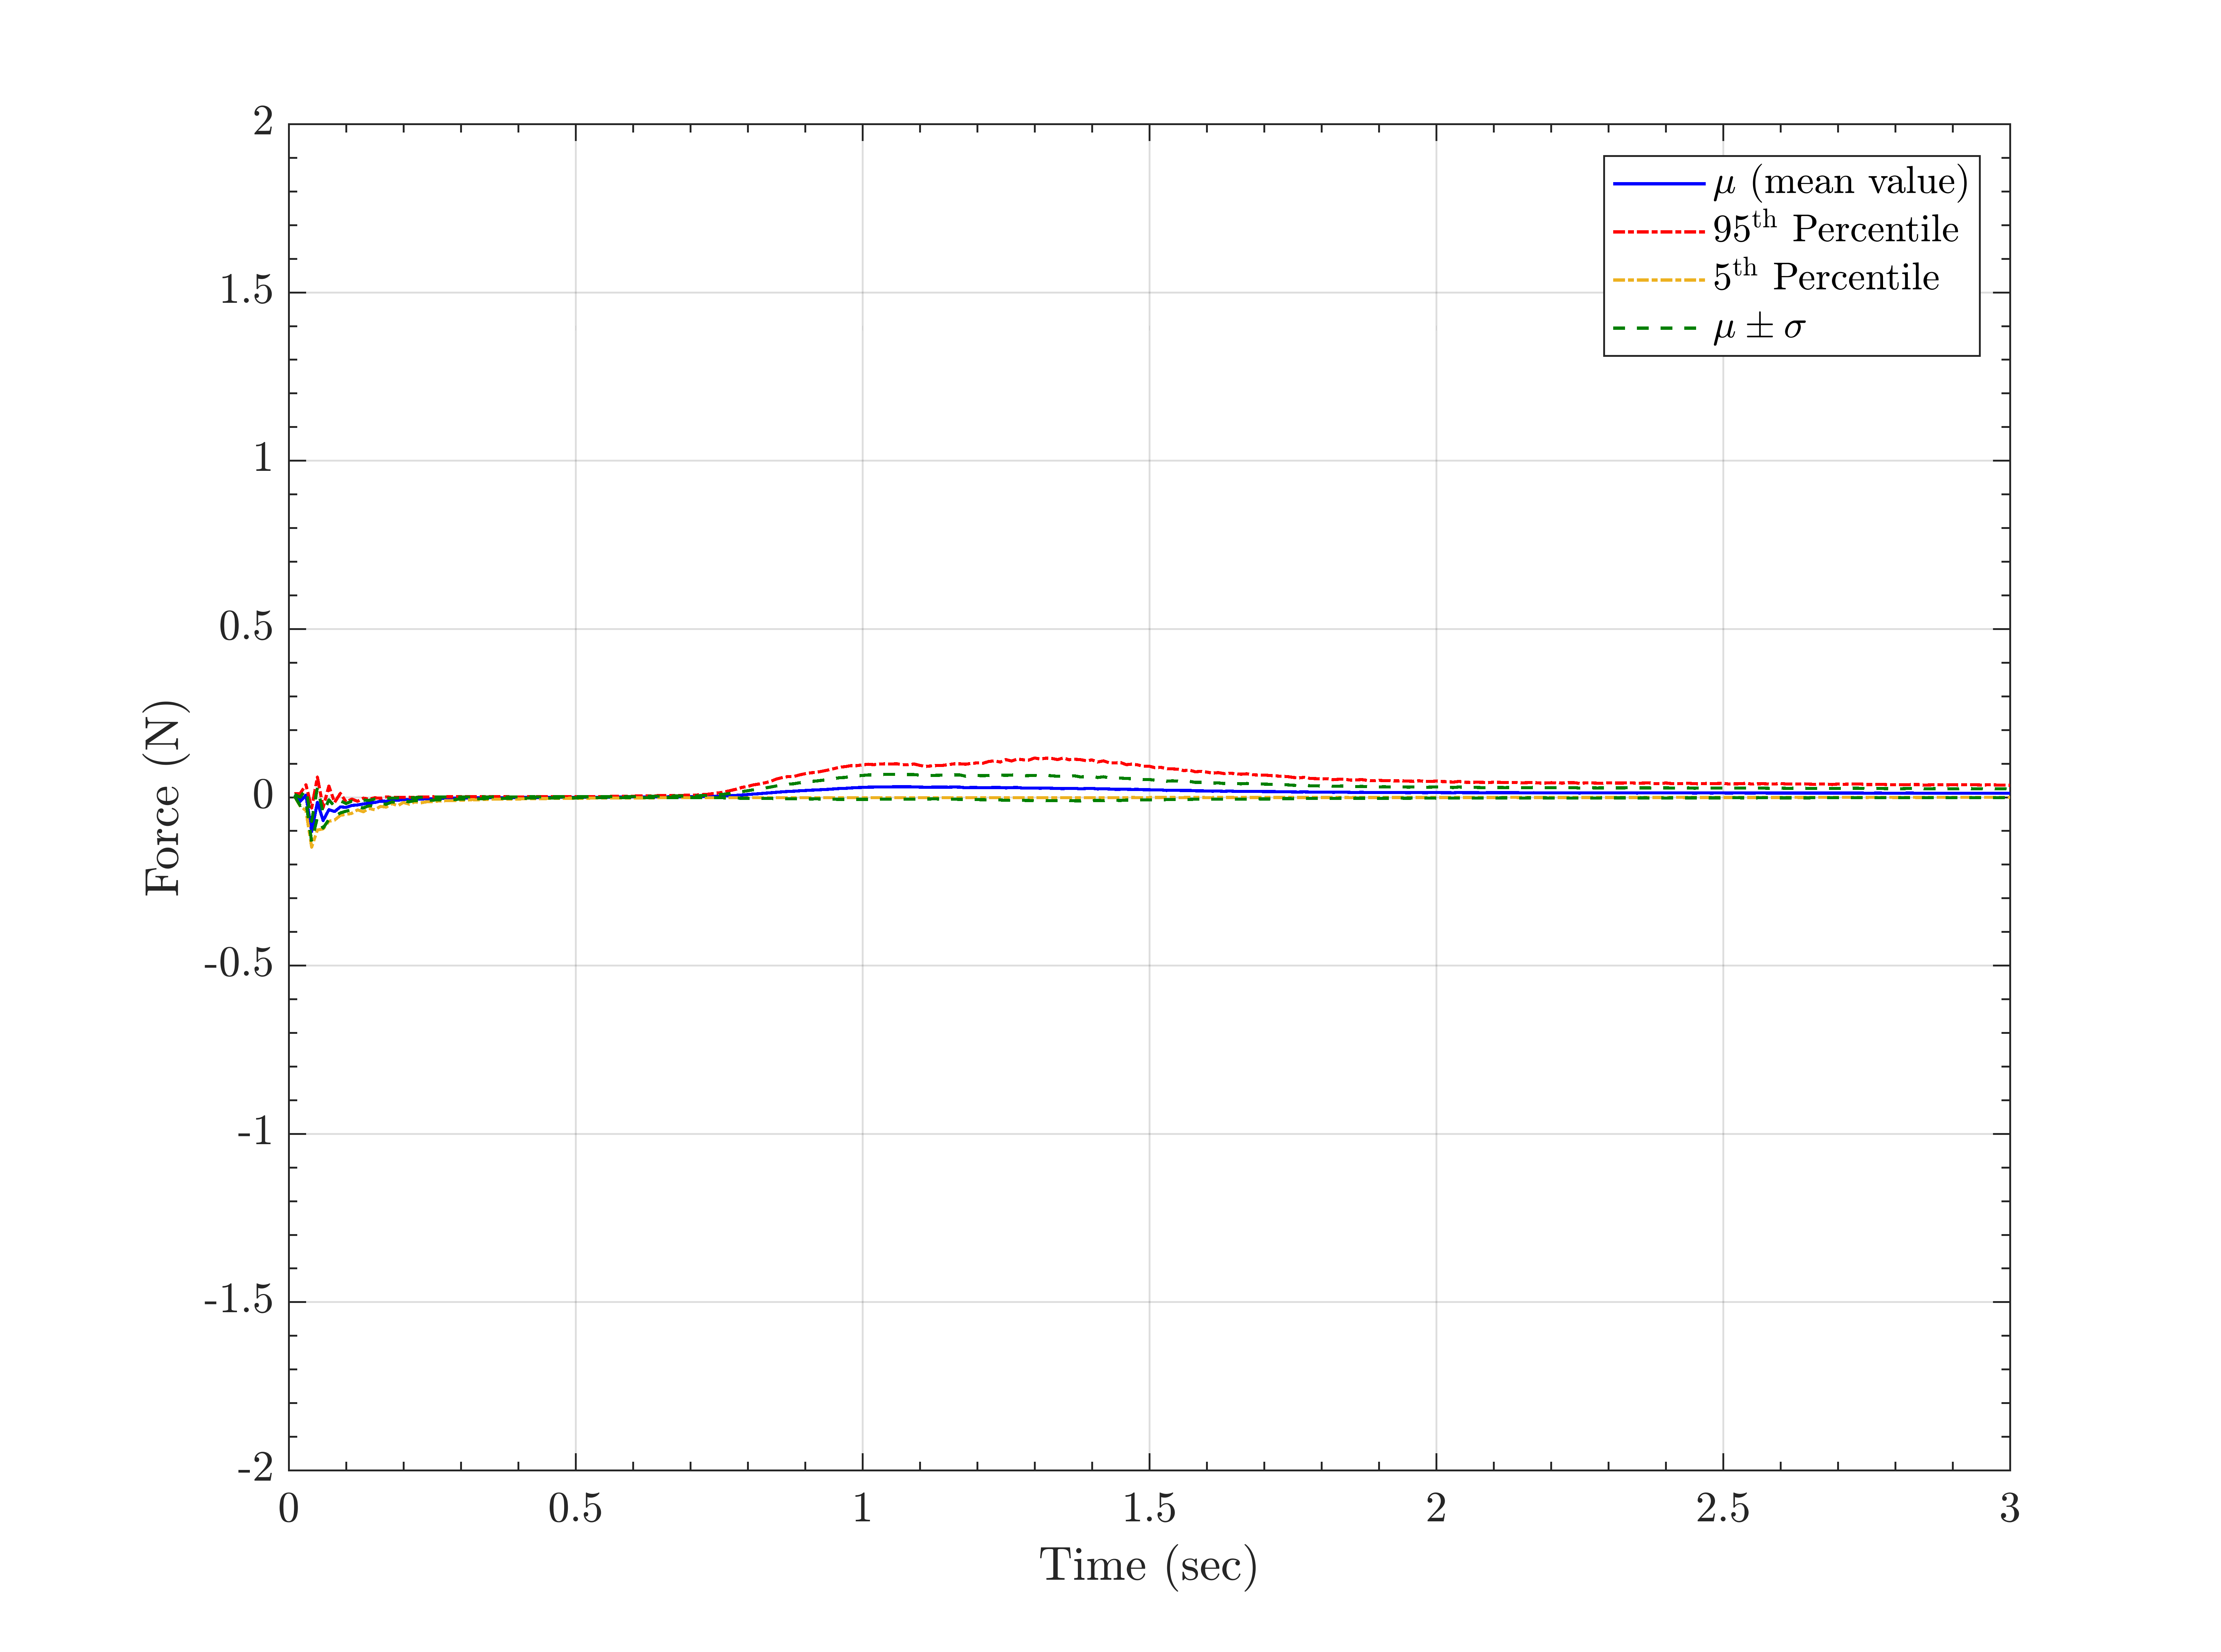 2
1.5
1
0.5
0
-0.5
-1
-1.5
-2
Force (N)
μ (mean value)
95th Percentile
5th Percentile
μ ± σ
0 0.5 1 1.5 2 2.5 3
Time (sec)